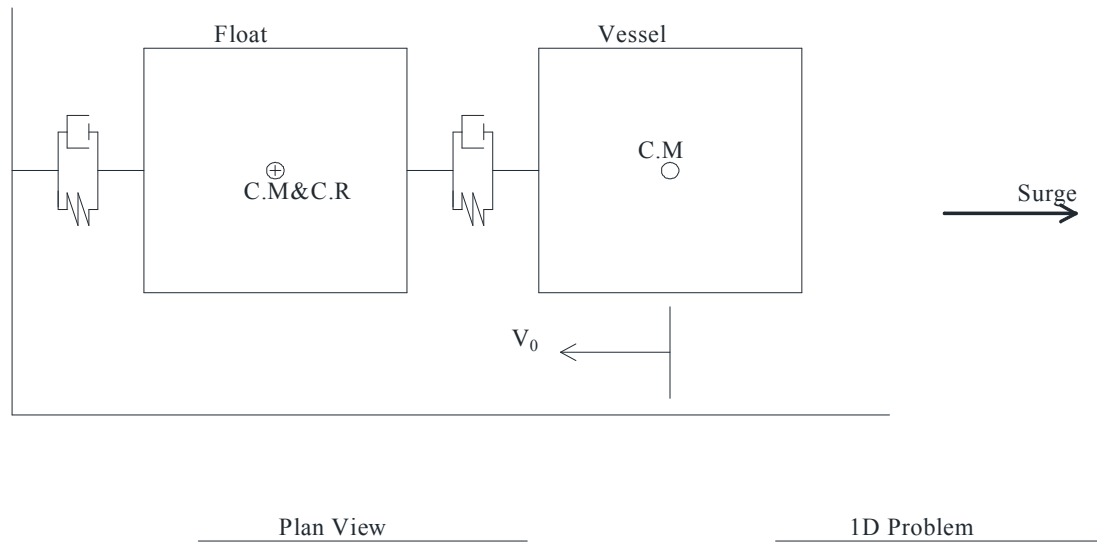 Float
Vessel
C.M
C.M&C.R
Surge
V₀
Plan View
1D Problem